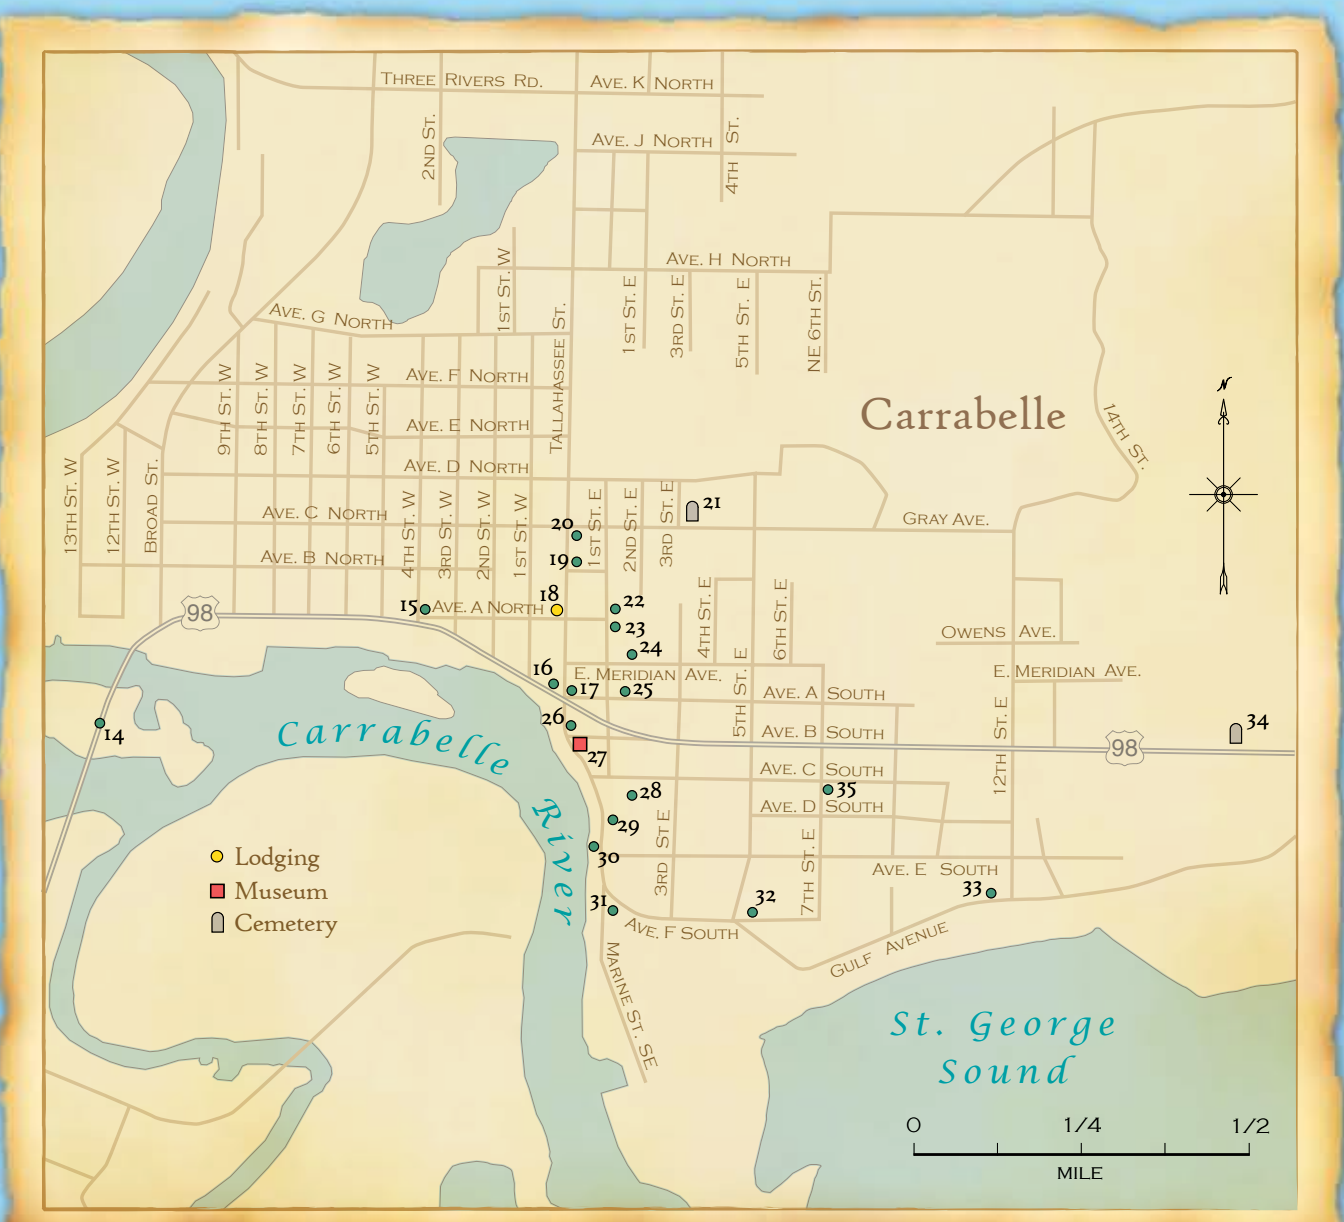 THREE RIVERS RD.
AVE. K NORTH
2ND ST.
AVE. J NORTH
4TH ST.
AVE. H NORTH
1ST ST. W
1ST ST. E
3RD ST. E
5TH ST. E
NE 6TH ST.
AVE. G NORTH
TALLAHASSEE ST.
AVE. F NORTH
9TH ST. W
8TH ST. W
7TH ST. W
6TH ST. W
5TH ST. W
AVE. E NORTH
Carrabelle
N
14TH ST.
AVE. D NORTH
13TH ST. W
12TH ST. W
BROAD ST.
AVE. C NORTH
4TH ST. W
3RD ST. W
2ND ST. W
1ST ST. W
1ST ST. E
2ND ST. E
3RD ST. E
21
GRAY AVE.
20
19
AVE. B NORTH
98
15
AVE. A NORTH
18
22
23
24
4TH ST. E
6TH ST. E
OWENS AVE.
16
17
E. MERIDIAN AVE.
25
5TH ST. E
AVE. A SOUTH
E. MERIDIAN AVE.
12TH ST. E
34
14
Carrabelle
River
26
27
AVE. B SOUTH
98
AVE. C SOUTH
28
35
AVE. D SOUTH
29
3RD ST E
7TH ST. E
30
Lodging
Museum
Cemetery
AVE. E SOUTH
33
31
32
AVE. F SOUTH
GULF AVENUE
MARINE ST. SE
St. George
Sound
0 1/4 1/2
MILE